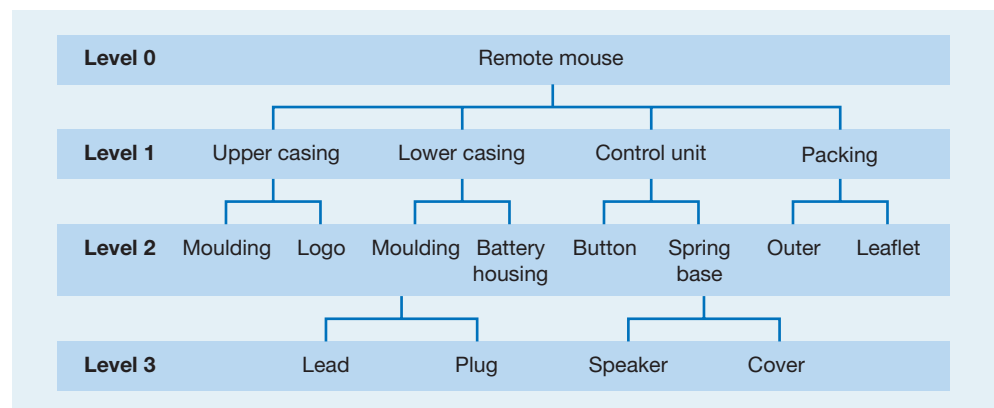 Level 0 Remote mouse
Level 1 Upper casing Lower casing Control unit Packing
Level 2 Moulding Logo Moulding Battery housing Button Spring base Outer Leaflet
Level 3 Lead Plug Speaker Cover